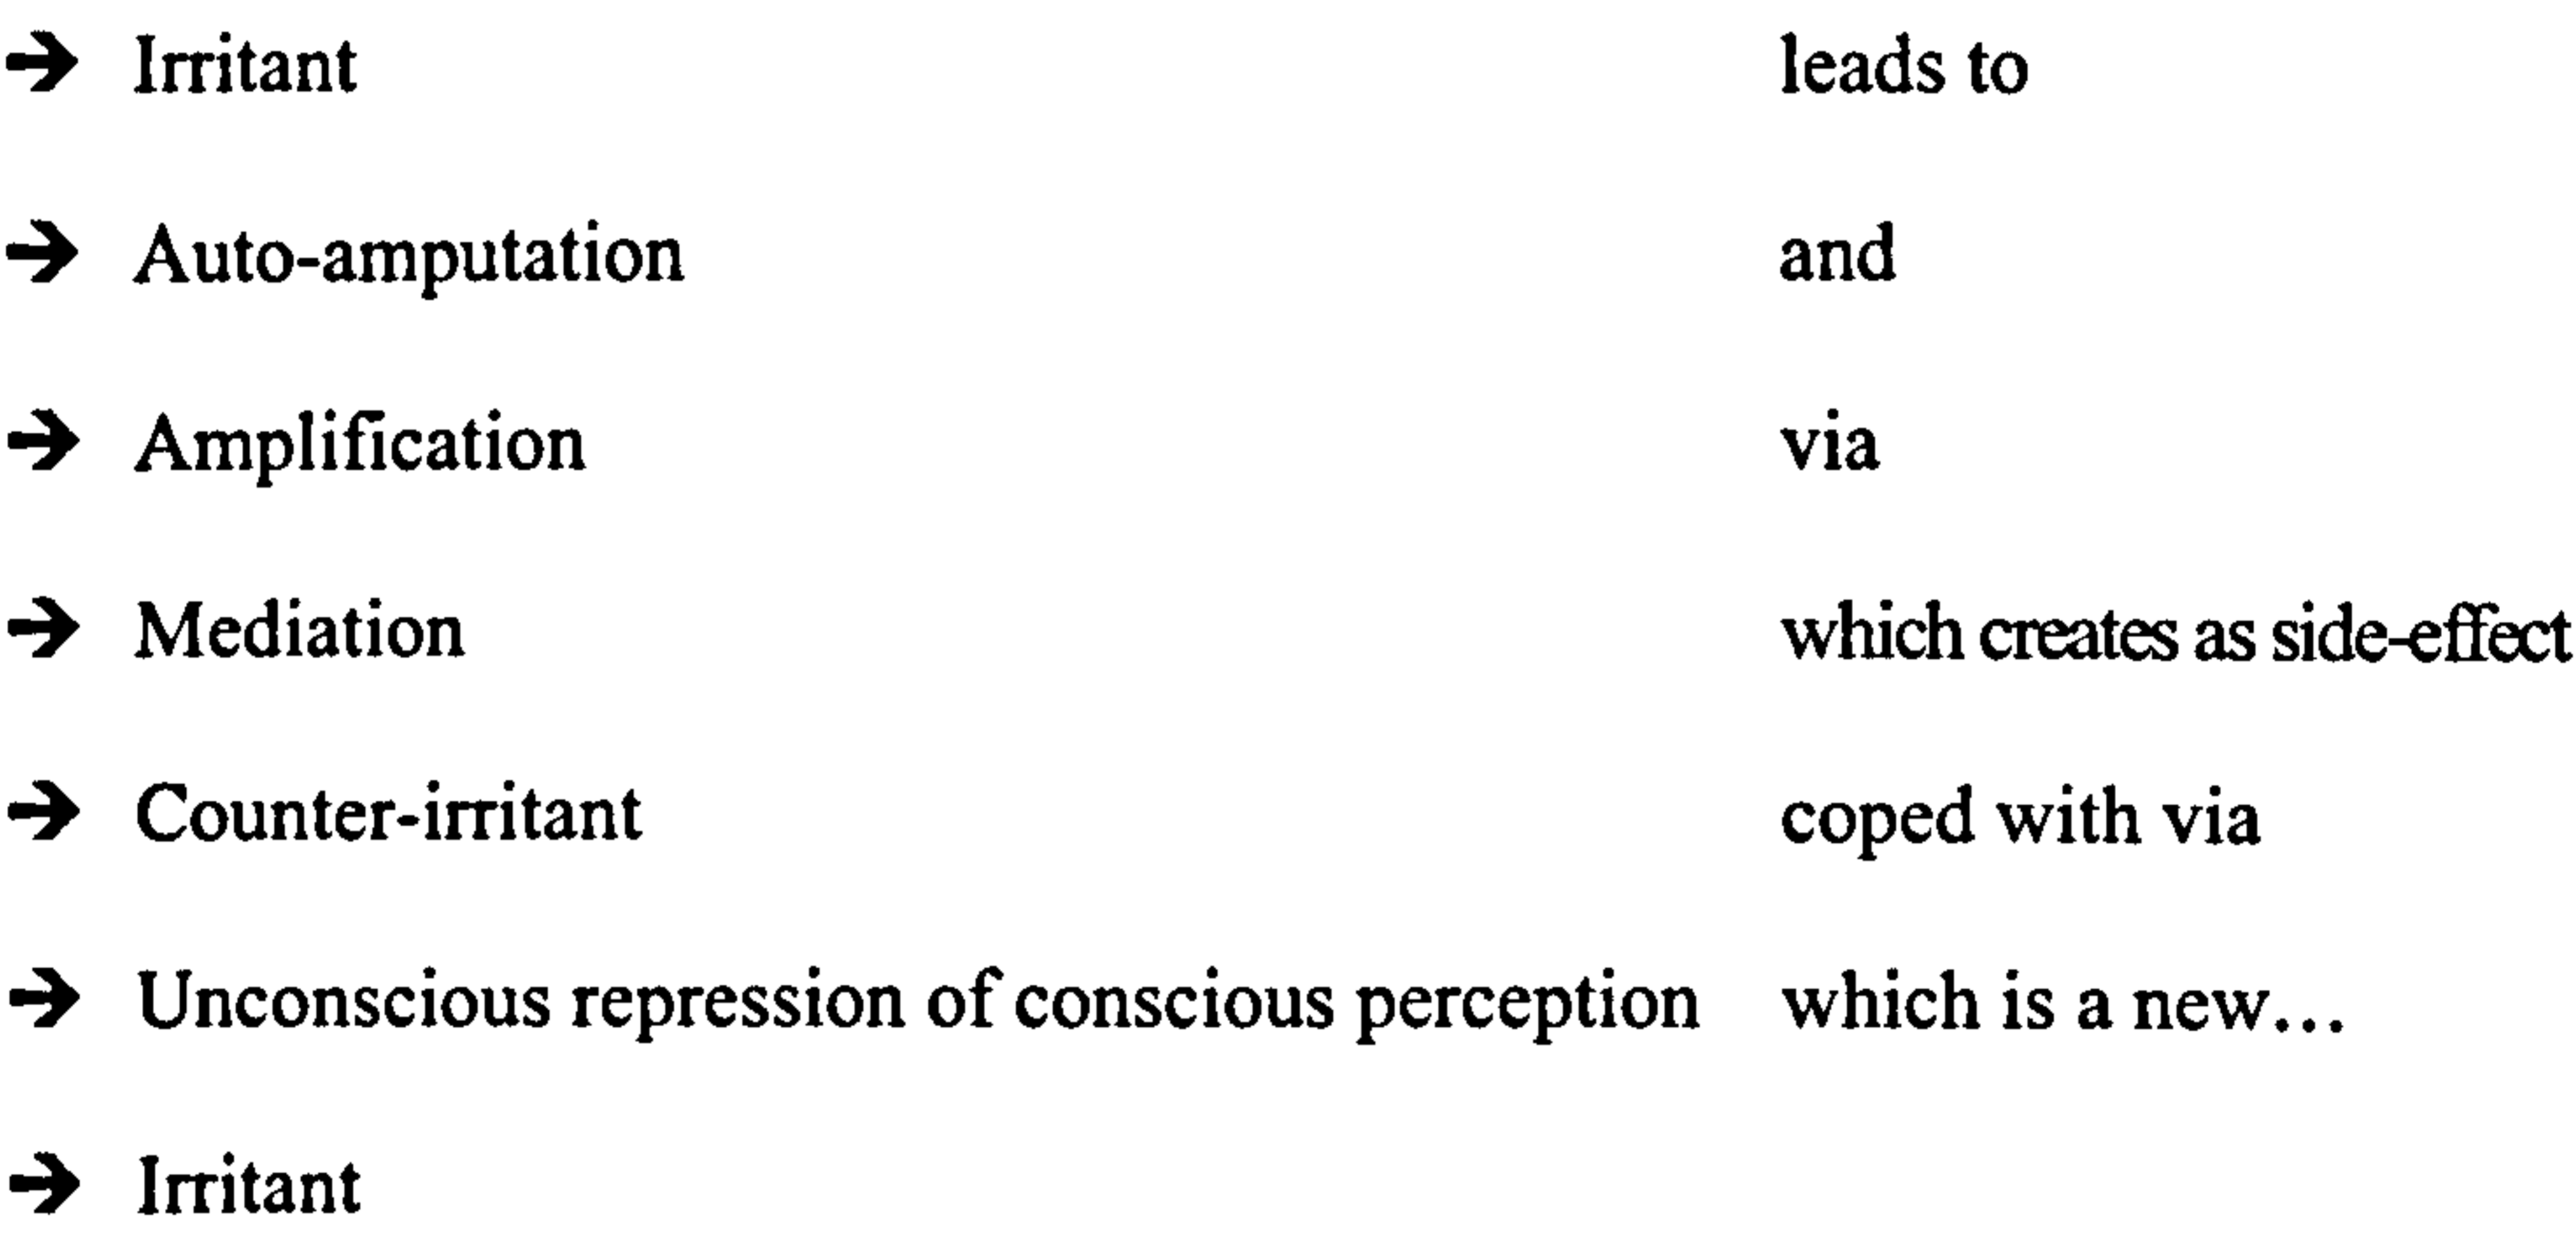 → Irritant leads to
→ Auto-amputation and
→ Amplification via
→ Mediation which creates as side-effect
→ Counter-irritant coped with via
→ Unconscious repression of conscious perception which is a new…
→ Irritant